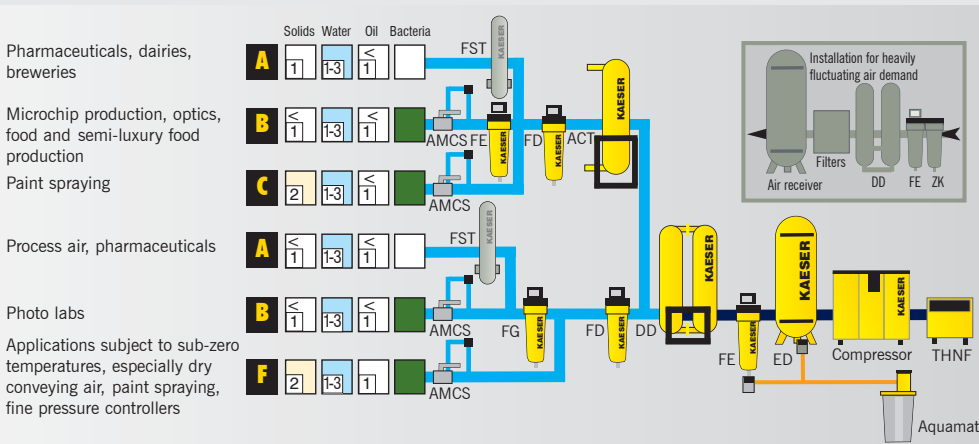 Solids Water Oil Bacteria
Pharmaceuticals, dairies,
breweries
A
<
1
1-3
<
1
FST
KAESER
Microchip production, optics,
food and semi-luxury food
production
B
<
1
1-3
<
1
AMCS
FE
KAESER
FD
KAESER
ACT
KAESER
Paint spraying
C
2
1-3
<
1
AMCS
Process air, pharmaceuticals
A
<
1
1-3
<
1
FST
KAESER
Photo labs
B
<
1
1-3
<
1
AMCS
FG
KAESER
FD
KAESER
DD
KAESER
FE
KAESER
ED
KAESER
Compressor
KAESER
THNF
Applications subject to sub-zero
temperatures, especially dry
conveying air, paint spraying,
fine pressure controllers
F
2
1-3
1
AMCS
Aquamat
Installation for heavily
fluctuating air demand
Air receiver
Filters
DD
FE
ZK